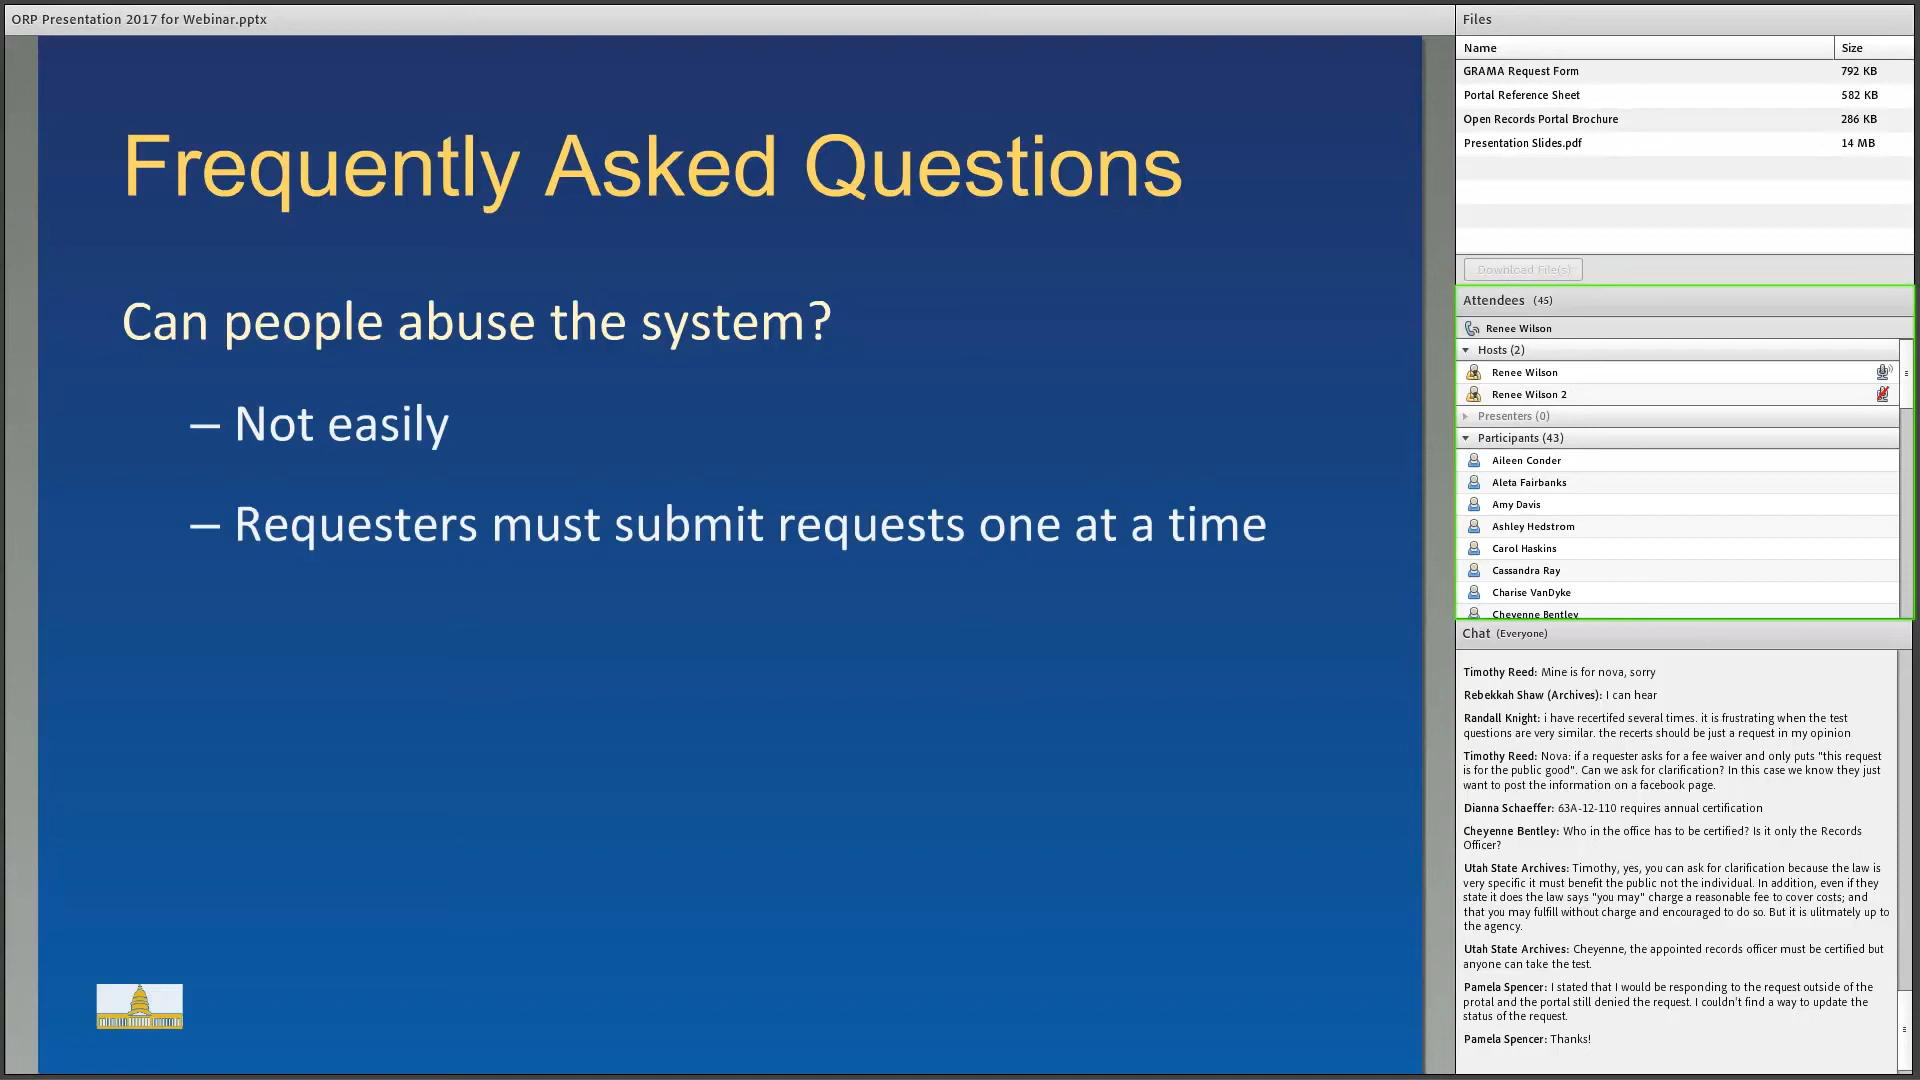 ORP Presentation 2017 for Webinar.pptx
Frequently Asked Questions
Can people abuse the system?
– Not easily
– Requesters must submit requests one at a time
Files
Name Size
GRAMA Request Form 792 KB
Portal Reference Sheet 582 KB
Open Records Portal Brochure 286 KB
Presentation Slides.pdf 14 MB
Download File(s)
Attendees (45)
Renee Wilson
Hosts (2)
Renee Wilson
Renee Wilson 2
Presenters (0)
Participants (43)
Aileen Conder
Aleta Fairbanks
Amy Davis
Ashley Hedstrom
Carol Haskins
Cassandra Ray
Charise VanDyke
Cheyenne Bentley
Chat (Everyone)
Timothy Reed: Mine is for nova, sorry
Rebekkah Shaw (Archives): I can hear
Randall Knight: i have recertifed several times. it is frustrating when the test
questions are very similar. the recerts should be just a request in my opinion
Timothy Reed: Nova: if a requester asks for a fee waiver and only puts "this request
is for the public good". Can we ask for clarification? In this case we know they just
want to post the information on a facebook page.
Dianna Schaeffer: 63A-12-110 requires annual certification
Cheyenne Bentley: Who in the office has to be certified? Is it only the Records
Officer?
Utah State Archives: Timothy, yes, you can ask for clarification because the law is
very specific it must benefit the public not the individual. In addition, even if they
state it does the law says "you may" charge a reasonable fee to cover costs; and
that you may fulfill without charge and encouraged to do so. But it is ulitmately up to
the agency.
Utah State Archives: Cheyenne, the appointed records officer must be certified but
anyone can take the test.
Pamela Spencer: I stated that I would be responding to the request outside of the
protal and the portal still denied the request. I couldn't find a way to update the
status of the request.
Pamela Spencer: Thanks!